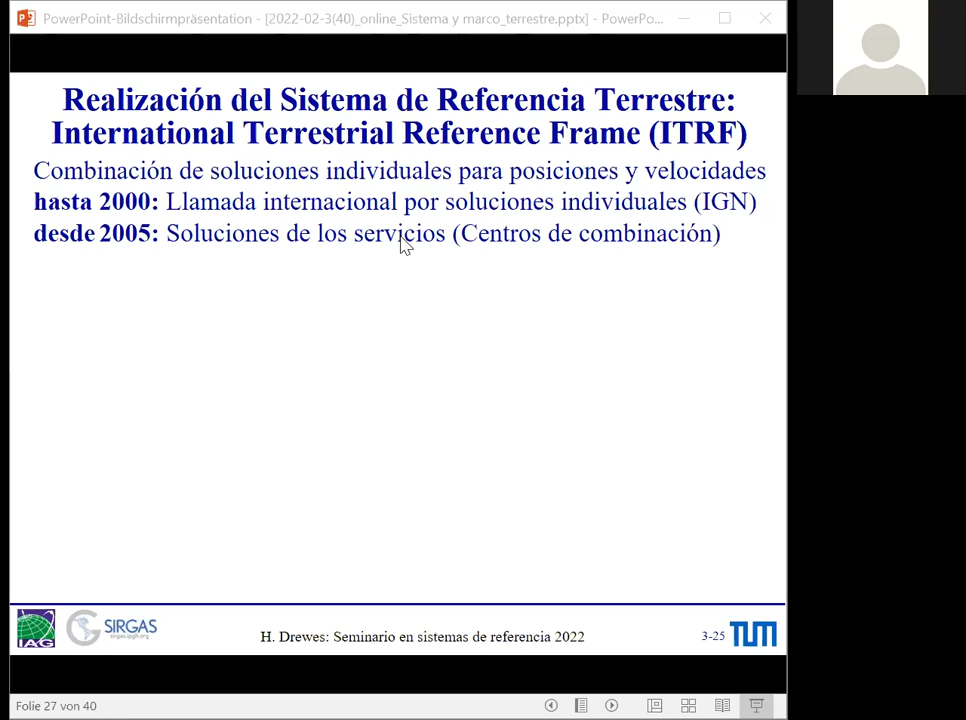 PowerPoint-Bildschirmpräsentation - [2022-02-3(40)_online_Sistema y marco_terrestre.pptx] - PowerPo...
Realización del Sistema de Referencia Terrestre:
International Terrestrial Reference Frame (ITRF)
Combinación de soluciones individuales para posiciones y velocidades
hasta 2000: Llamada internacional por soluciones individuales (IGN)
desde 2005: Soluciones de los servicios (Centros de combinación)
IAG
SIRGAS
sirgas.ipgh.org
H. Drewes: Seminario en sistemas de referencia 2022
3-25
TUM
Folie 27 von 40